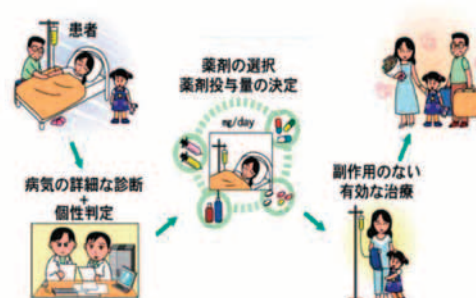 患者
薬剤の選択
薬剤投与量の決定
mg/day
病気の詳細な診断
+
個性判定
副作用のない
有効な治療